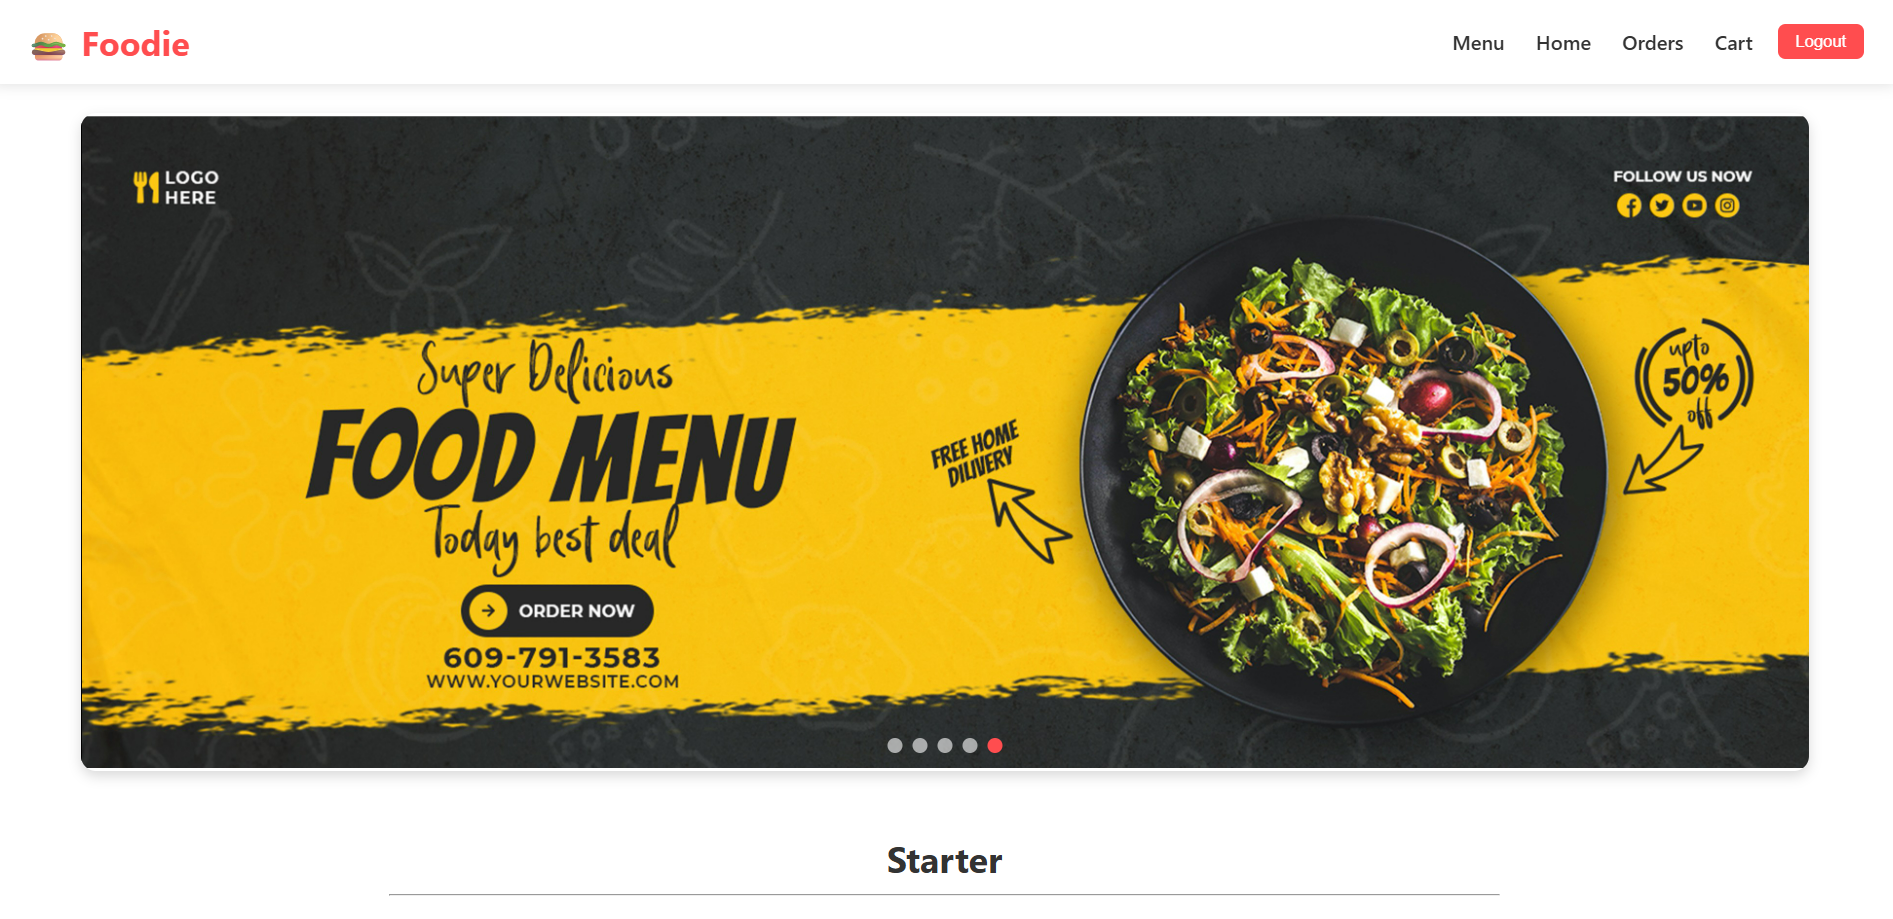 Foodie
Menu Home Orders Cart Logout
LOGO
HERE
FOLLOW US NOW
Super Delicious
FOOD MENU
Today best deal
ORDER NOW
609-791-3583
WWW.YOURWEBSITE.COM
FREE HOME
DILIVERY
upto
50%
off
Starter